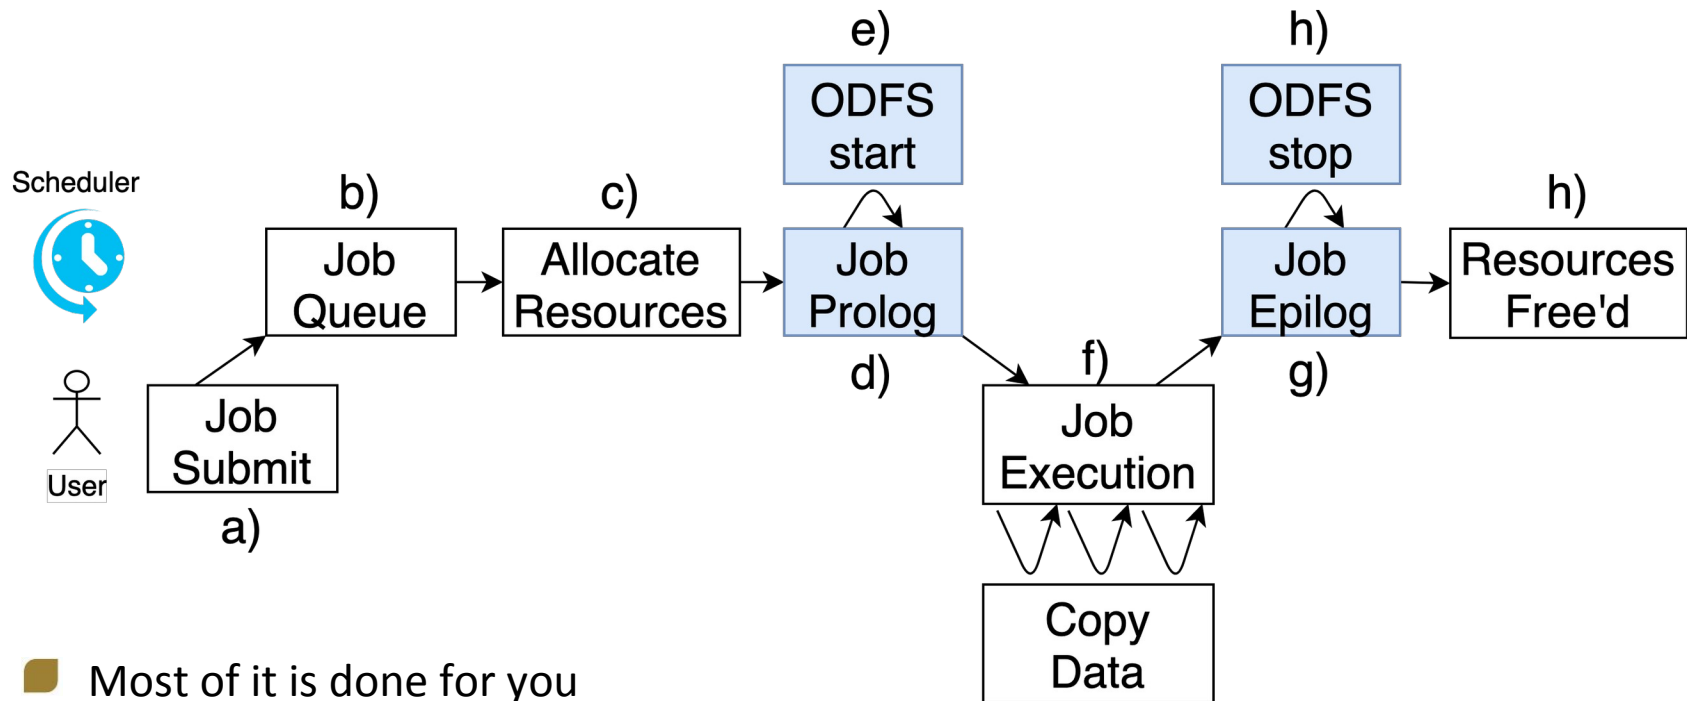 e)
h)
ODFS
start
ODFS
stop
Scheduler
b)
c)
h)
Job
Queue
Allocate
Resources
Job
Prolog
Job
Epilog
Resources
Free'd
d)
f)
g)
User
Job
Submit
a)
Job
Execution
Copy
Data
Most of it is done for you